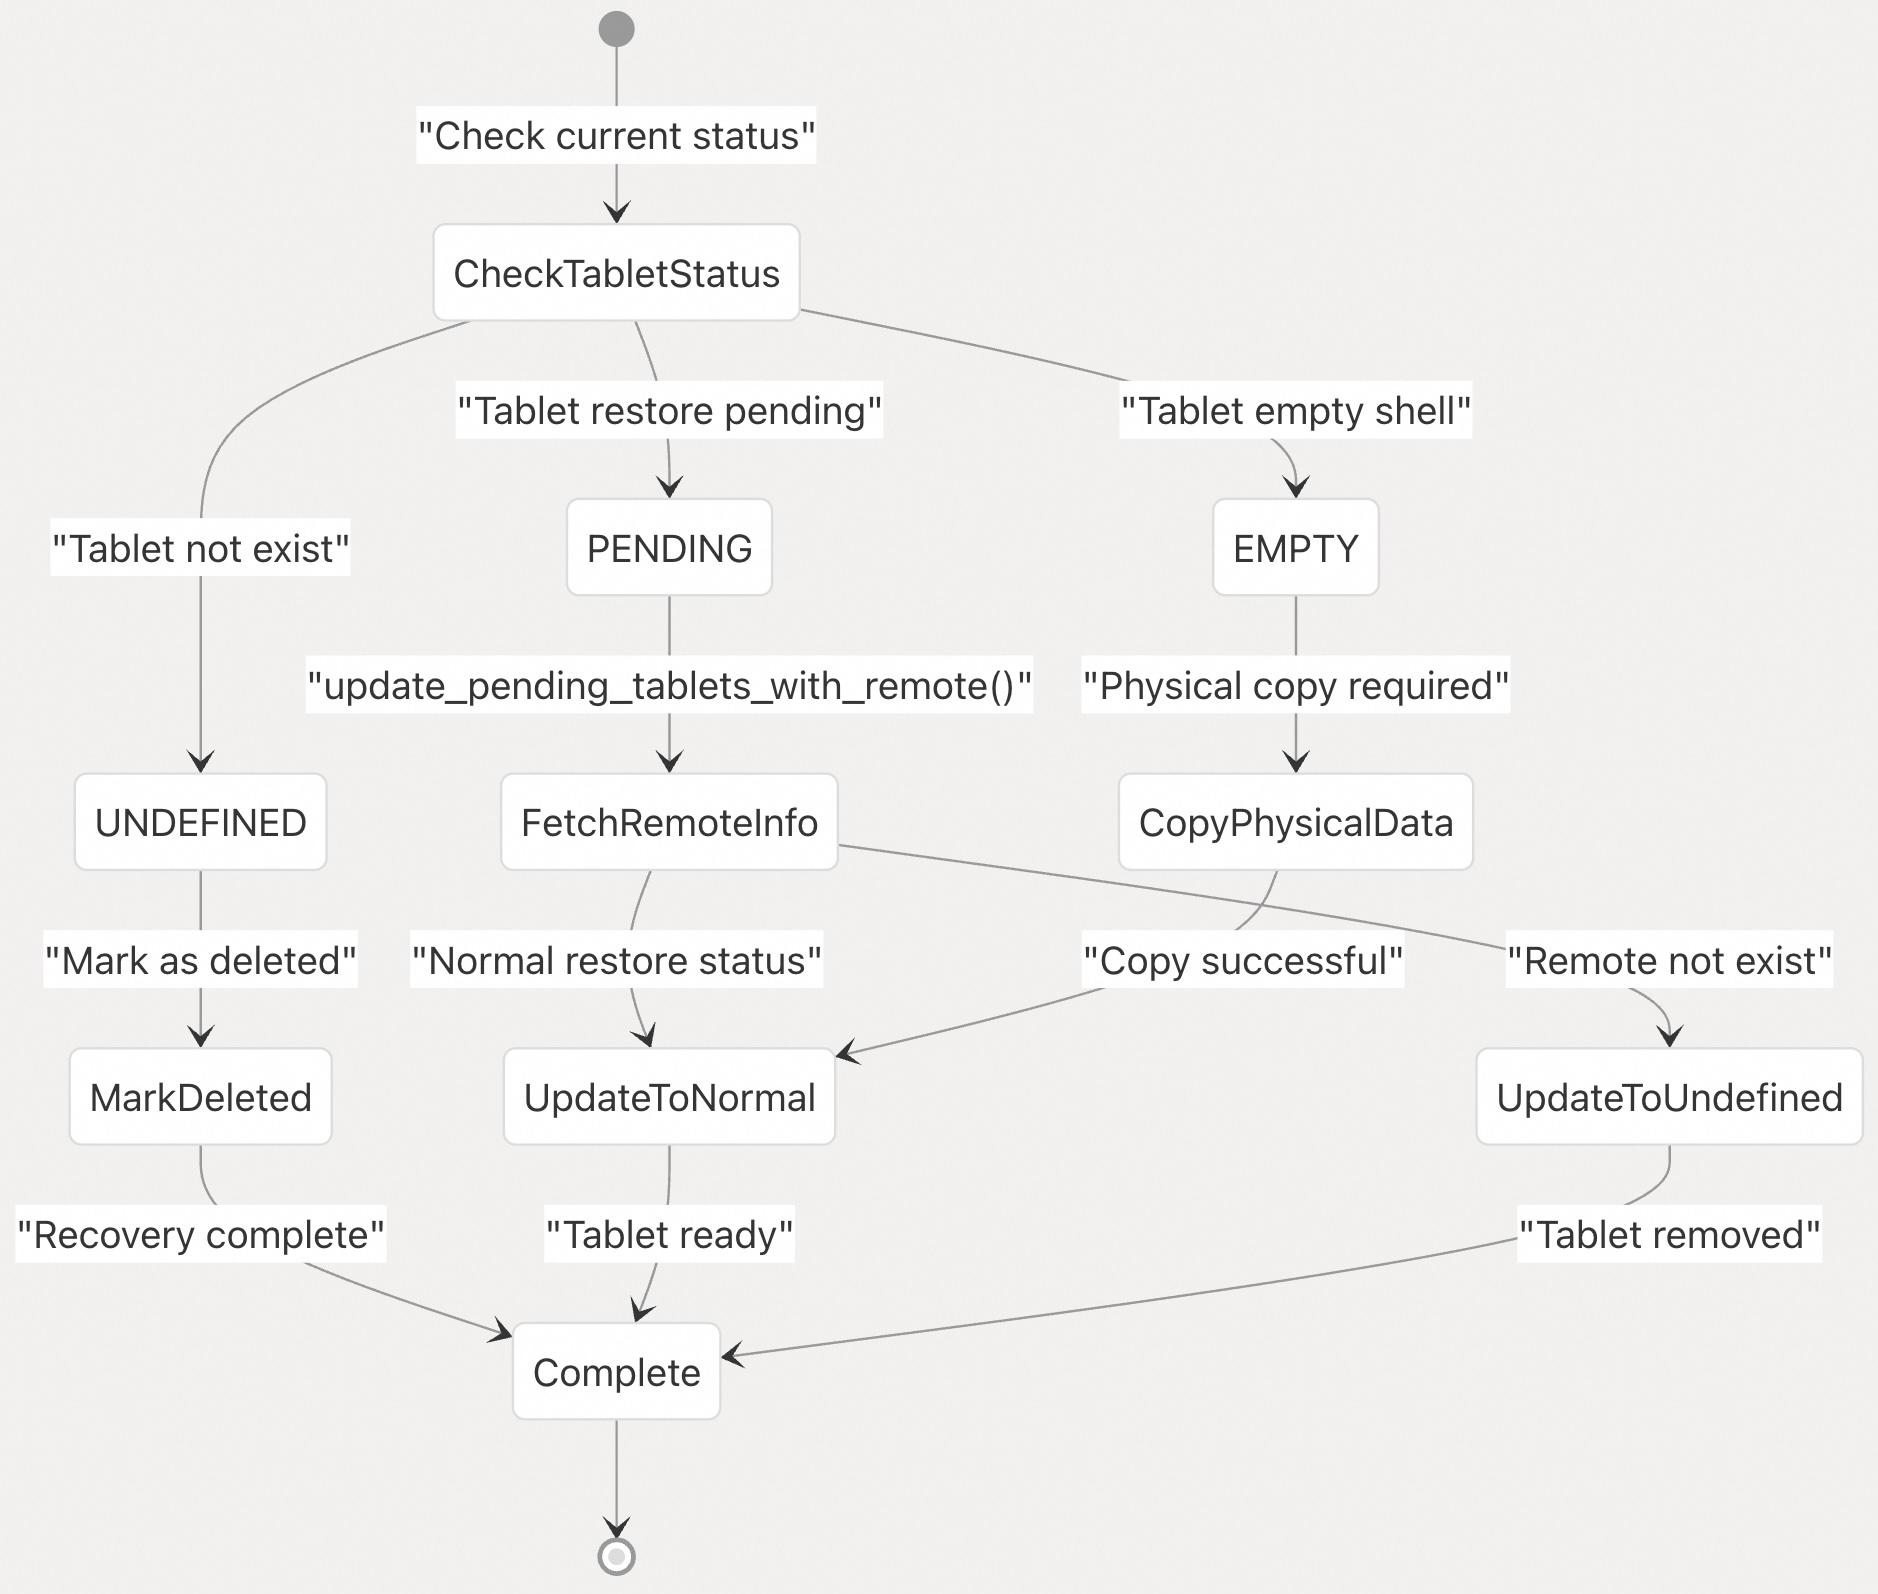 "Check current status"
CheckTabletStatus
"Tablet restore pending"
"Tablet empty shell"
"Tablet not exist"
PENDING
EMPTY
"update_pending_tablets_with_remote()"
"Physical copy required"
UNDEFINED
FetchRemoteInfo
CopyPhysicalData
"Mark as deleted"
"Normal restore status"
"Copy successful"
"Remote not exist"
MarkDeleted
UpdateToNormal
UpdateToUndefined
"Recovery complete"
"Tablet ready"
"Tablet removed"
Complete